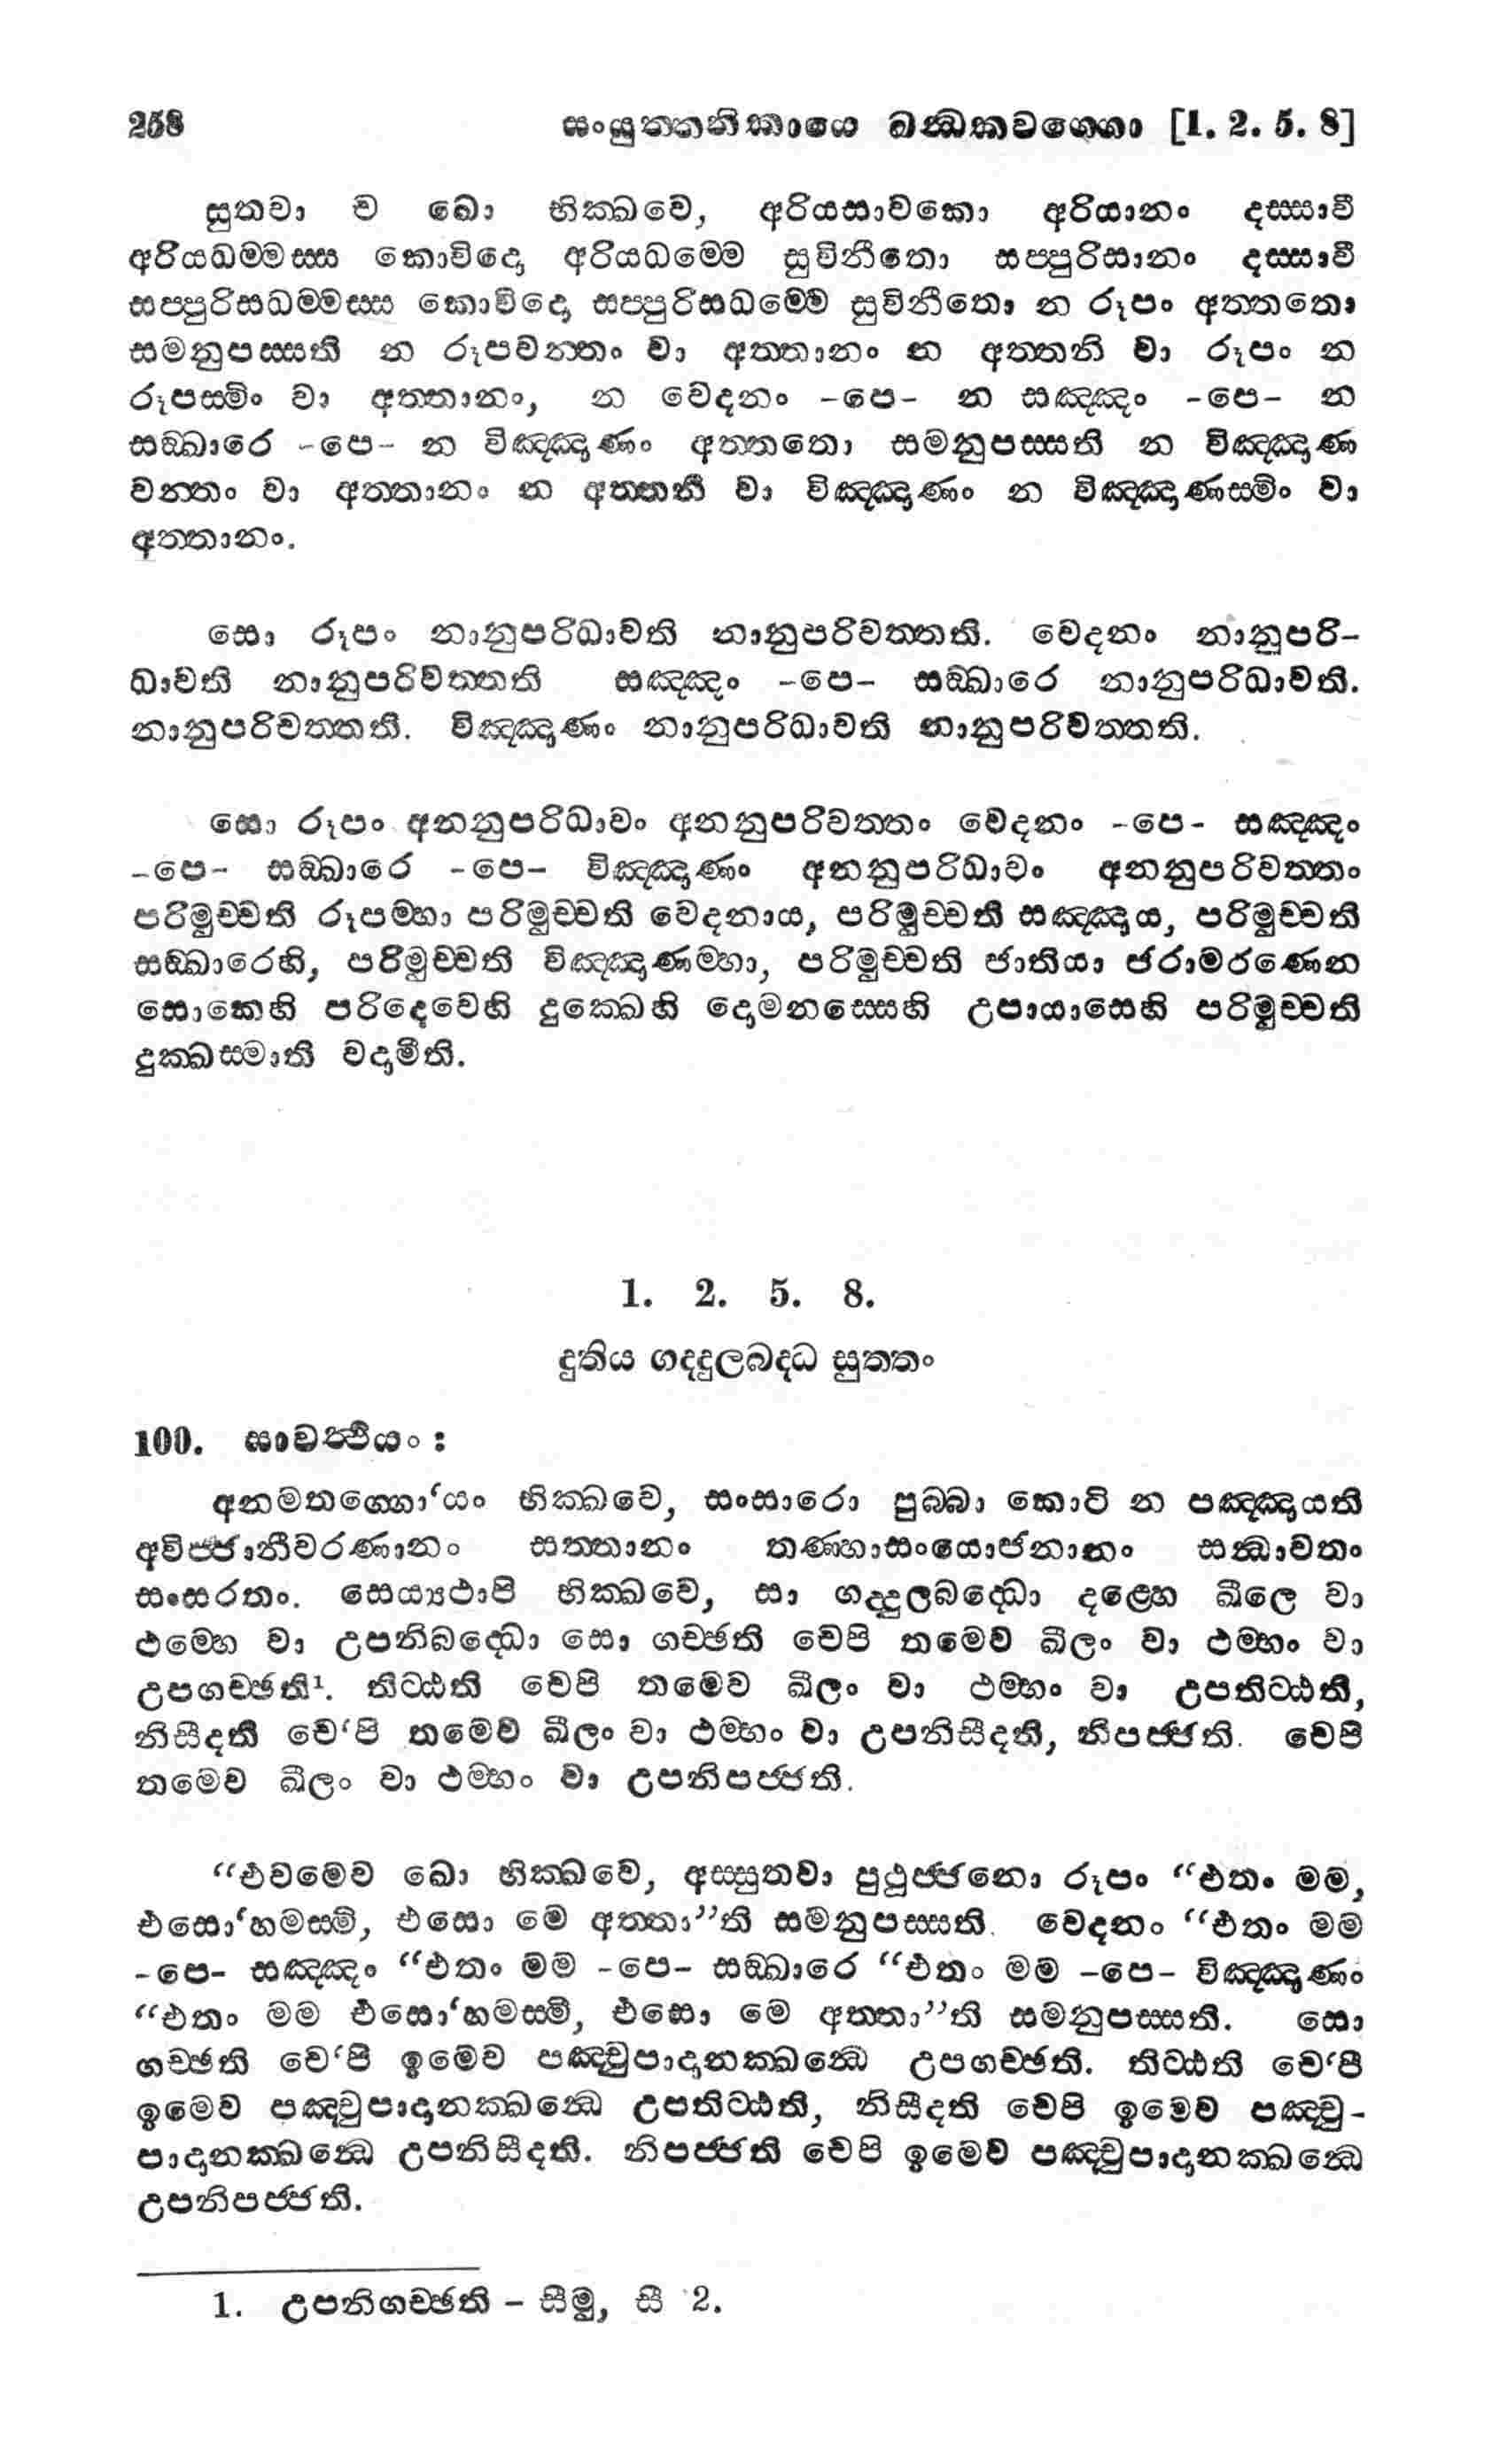 258 සංයුත්තනිකායෙ ඛන්ධකවග්ගො [1. 2. 5. 8]
සුතවා ච ඛො භික්ඛවෙ, අරියසාවකො අරියානං දස්සාවී
අරියධම්මස්ස කොවිදො අරියධම්මෙ සුවිනීතො සප්පුරිසානං දස්සාවී
සප්පුරිසධම්මස්ස කොවිදො සප්පුරිසධම්මෙ සුවිනීතො න රූපං අත්තතො
සමනුපස්සති න රූපවන්තං වා අත්තානං න අත්තනි වා රූපං න
රූපස්මිං වා අත්තානං, න වෙදනං -පෙ- න සඤ්ඤං -පෙ- න
සඞ්ඛාරෙ -පෙ- න විඤ්ඤාණං අත්තතො සමනුපස්සති න විඤ්ඤාණ
වන්තං වා අත්තානං න අත්තනි වා විඤ්ඤාණං න විඤ්ඤාණස්මිං වා
අත්තානං.
සො රූපං නානුපරිධාවති නානුපරිවත්තති. වෙදනං නානුපරි-
ධාවති නානුපරිවත්තති සඤ්ඤං -පෙ- සඞ්ඛාරෙ නානුපරිධාවති.
නානුපරිවත්තති. විඤ්ඤාණං නානුපරිධාවති නානුපරිවත්තති.
සො රූපං අනනුපරිධාවං අනනුපරිවත්තං වෙදනං -පෙ- සඤ්ඤං
-පෙ- සඞ්ඛාරෙ -පෙ- විඤ්ඤාණං අනනුපරිධාවං අනනුපරිවත්තං
පරිමුච්චති රූපම්හා පරිමුච්චති වෙදනාය, පරිමුච්චති සඤ්ඤාය, පරිමුච්චති
සඞ්ඛාරෙහි, පරිමුච්චති විඤ්ඤාණම්හා, පරිමුච්චති ජාතියා ජරාමරණෙන
සොකෙහි පරිදෙවෙහි දුක්ඛෙහි දොමනස්සෙහි උපායාසෙහි පරිමුච්චති
දුක්ඛස්මාති වදාමීති.
1. 2. 5. 8.
දුතිය ගද්දුලබද්ධ සුත්තං
100. සාවත්ථියං :
අනමතග්ගො‘යං භික්ඛවෙ, සංසාරො පුබ්බා කොටි න පඤ්ඤායති
අවිජ්ජානීවරණානං සත්තානං තණ්හාසංයොජනානං සන්ධාවතං
සංසරතං. සෙය්‍යථාපි භික්ඛවෙ, සා ගද්දුලබද්ධො දළ්හෙ ඛීලෙ වා
ථම්භෙ වා උපනිබද්ධො සො ගච්ඡති චෙපි තමෙව ඛීලං වා ථම්භං වා
උපගච්ඡති¹. තිට්ඨති චෙපි තමෙව ඛීලං වා ථම්භං වා උපතිට්ඨති,
නිසීදති චෙ‘පි තමෙව ඛීලං වා ථම්භං වා උපනිසීදති, නිපජ්ජති. චෙපි
තමෙව ඛීලං වා ථම්භං වා උපනිපජ්ජති.
“එවමෙව ඛො භික්ඛවෙ, අස්සුතවා පුථුජ්ජනො රූපං “එතං මම,
එසො‘හමස්මි, එසො මෙ අත්තා”ති සමනුපස්සති. වෙදනං “එතං මම
-පෙ- සඤ්ඤං “එතං මම -පෙ- සඞ්ඛාරෙ “එතං මම -පෙ- විඤ්ඤාණං
“එතං මම එසො‘හමස්මි, එසො මෙ අත්තා”ති සමනුපස්සති. සො
ගච්ඡති චෙ‘පි ඉමෙව පඤ්චුපාදානක්ඛන්ධෙ උපගච්ඡති. තිට්ඨති චෙ‘පි
ඉමෙව පඤ්චුපාදානක්ඛන්ධෙ උපතිට්ඨති, නිසීදති චෙපි ඉමෙව පඤ්චු-
පාදානක්ඛන්ධෙ උපනිසීදති. නිපජ්ජති චෙපි ඉමෙව පඤ්චුපාදානක්ඛන්ධෙ
උපනිපජ්ජති.
1. උපනිගච්ඡති – සීමු, සී 2.